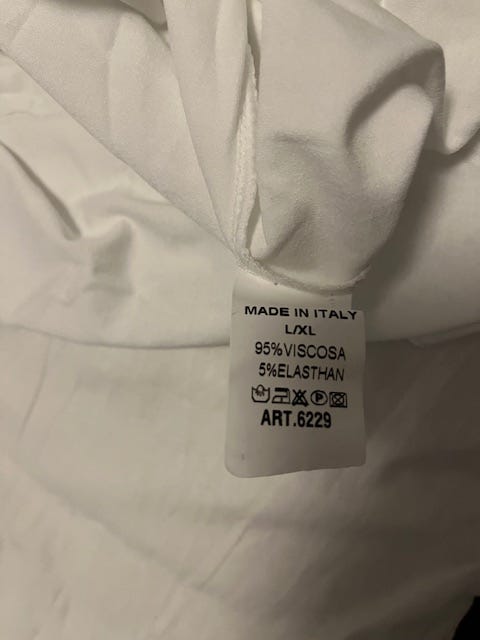 MADE IN ITALY
L/XL
95%VISCOSA
5%ELASTHAN
ART.6229